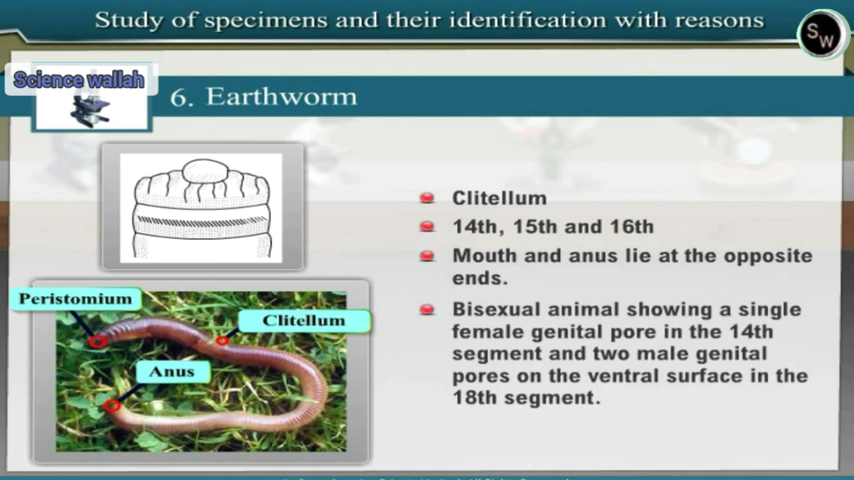 Study of specimens and their identification with reasons
SW
Science wallah
6. Earthworm
Clitellum
14th, 15th and 16th
Mouth and anus lie at the opposite
ends.
Bisexual animal showing a single
female genital pore in the 14th
segment and two male genital
pores on the ventral surface in the
18th segment.
Peristomium
Clitellum
Anus